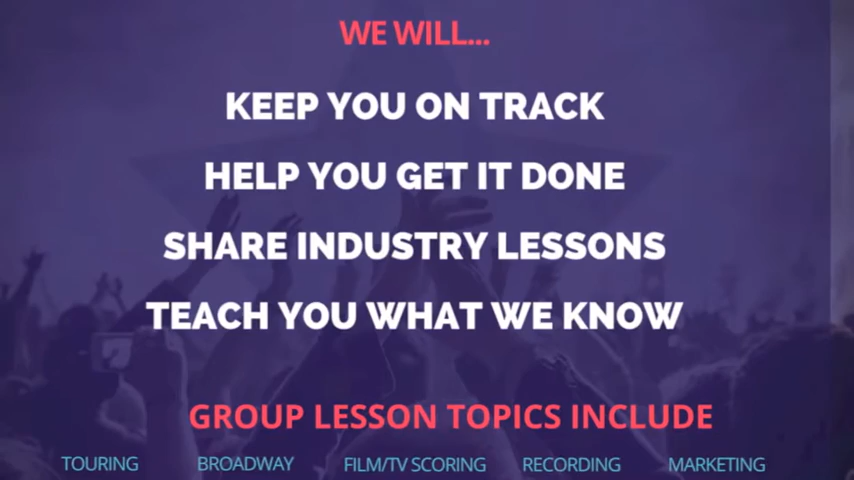 WE WILL...
KEEP YOU ON TRACK
HELP YOU GET IT DONE
SHARE INDUSTRY LESSONS
TEACH YOU WHAT WE KNOW
GROUP LESSON TOPICS INCLUDE
TOURING BROADWAY FILM/TV SCORING RECORDING MARKETING